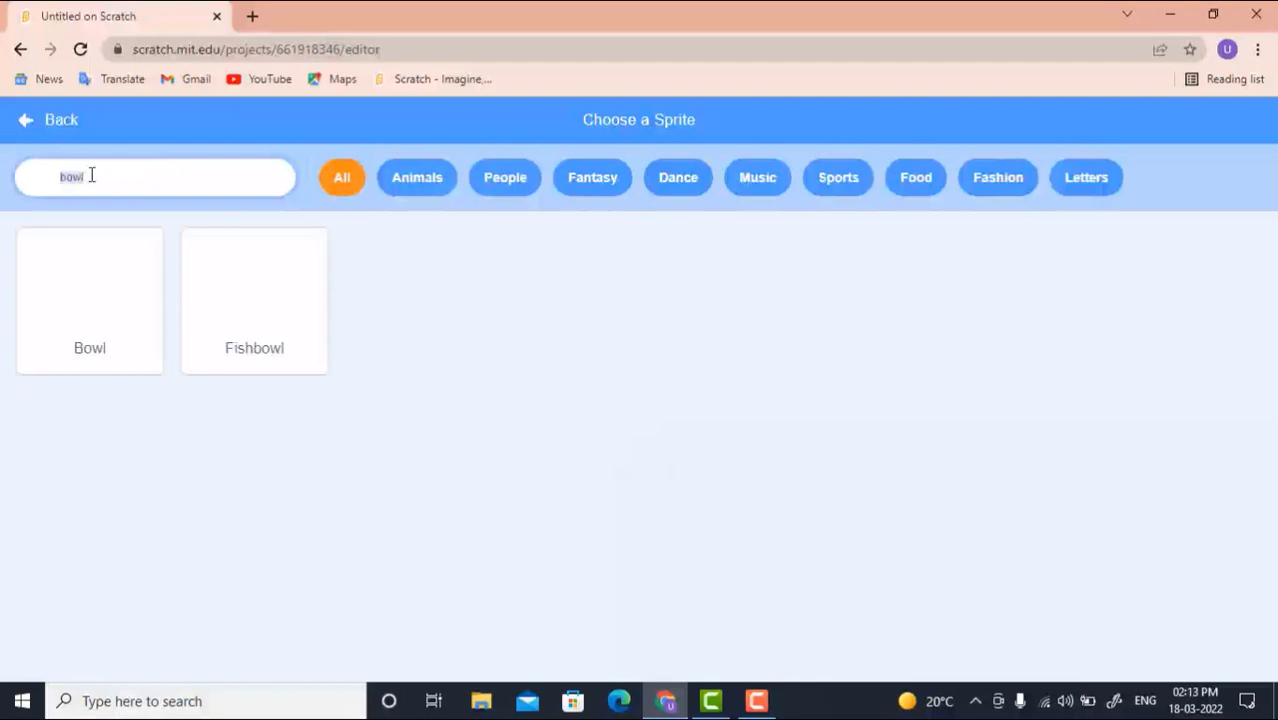 Untitled on Scratch
scratch.mit.edu/projects/661918346/editor
U
News
Translate
Gmail
YouTube
Maps
Scratch - Imagine,...
Reading list
Back
Choose a Sprite
bowl
All
Animals
People
Fantasy
Dance
Music
Sports
Food
Fashion
Letters
Bowl
Fishbowl
Type here to search
U
20°C
ENG
02:13 PM
18-03-2022